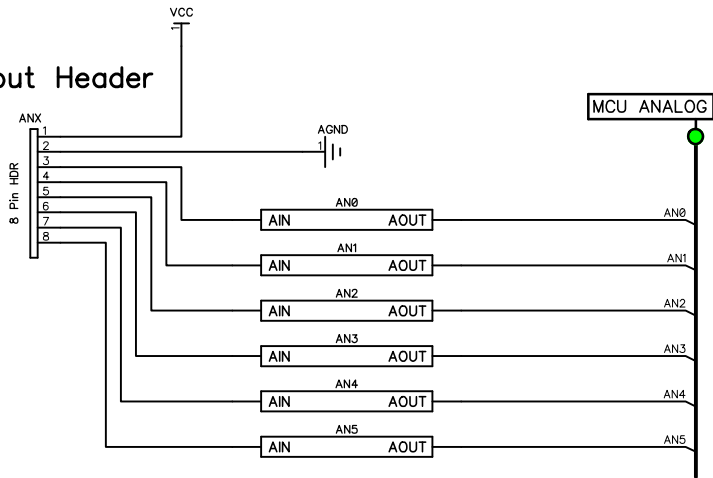 VCC
1
out Header
MCU ANALOG
ANX
1
2
3
4
5
6
7
8
8 Pin HDR
AGND
1
AN0
AIN AOUT
AN0
AN1
AIN AOUT
AN1
AN2
AIN AOUT
AN2
AN3
AIN AOUT
AN3
AN4
AIN AOUT
AN4
AN5
AIN AOUT
AN5